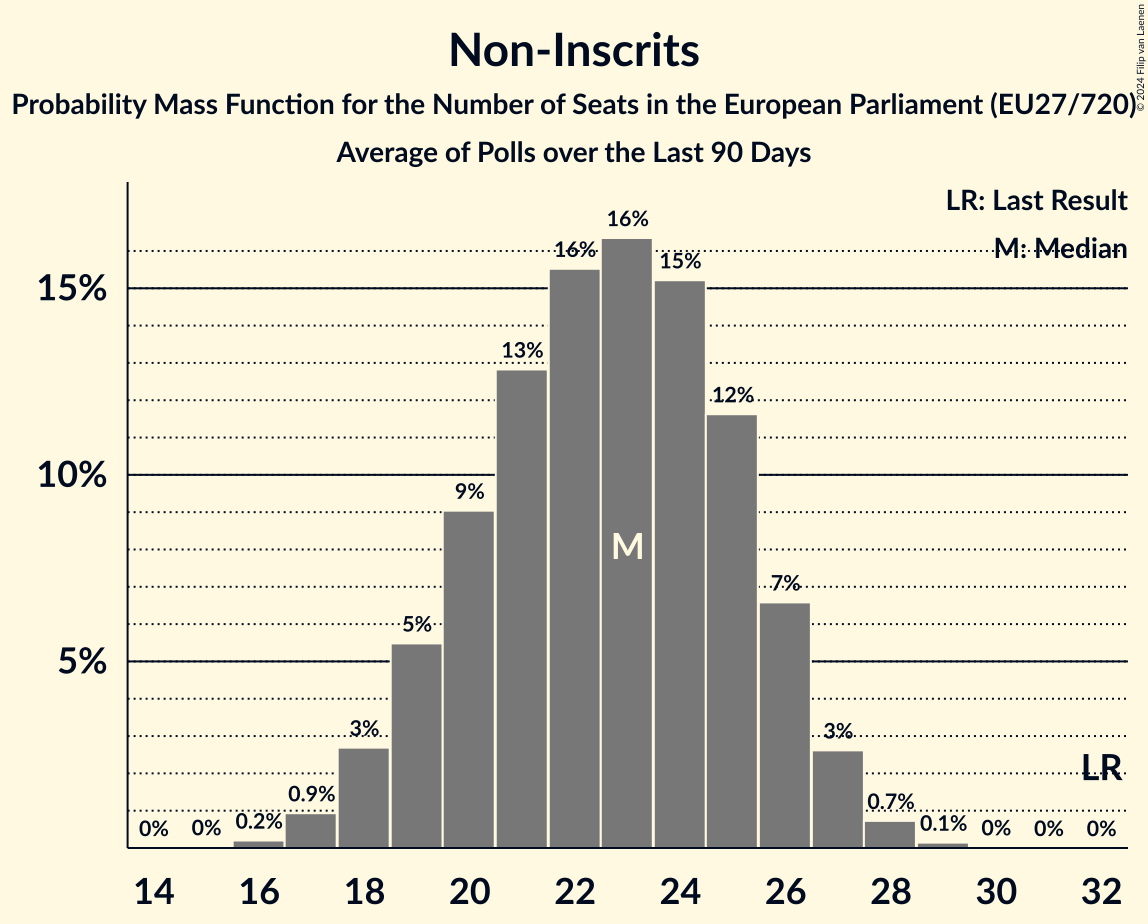 Non-Inscrits
Probability Mass Function for the Number of Seats in the European Parliament (EU27/720)
Average of Polls over the Last 90 Days
© 2024 Filip van Laenen
LR: Last Result
M: Median
15%
10%
5%
0%
0%
0.2%
0.9%
3%
5%
9%
13%
16%
16%
15%
12%
7%
3%
0.7%
0.1%
0%
0%
0%
M
LR
14 16 18 20 22 24 26 28 30 32